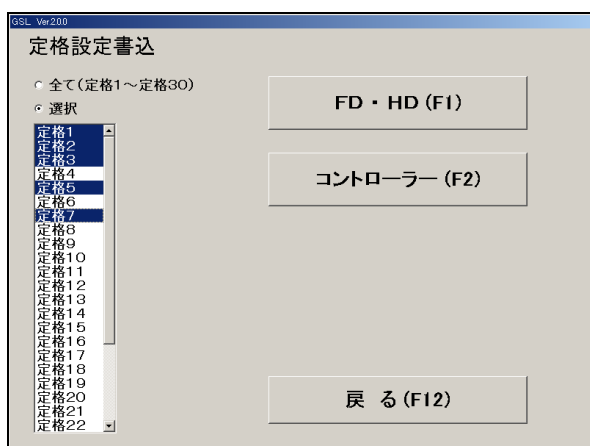 GSL Ver2.0.0
定格設定書込
全て(定格1~定格30)
選択
定格1
定格2
定格3
定格4
定格5
定格6
定格7
定格8
定格9
定格10
定格11
定格12
定格13
定格14
定格15
定格16
定格17
定格18
定格19
定格20
定格21
定格22
FD・HD(F1)
コントローラー(F2)
戻 る(F12)